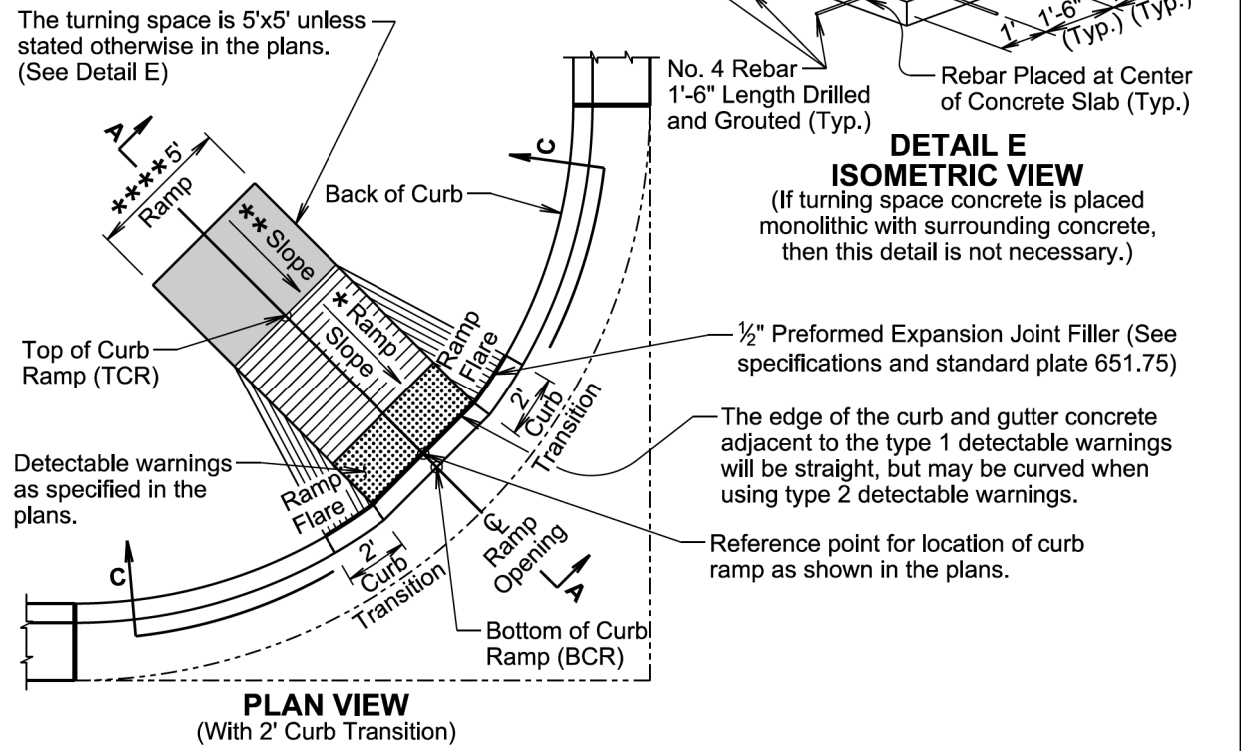 The turning space is 5'x5' unless
stated otherwise in the plans.
(See Detail E)
A
****5'
Ramp
** Slope
* Ramp
Slope
Back of Curb
C
Top of Curb
Ramp (TCR)
Ramp
Flare
2'
Curb
Transition
Detectable warnings
as specified in the
plans.
Ramp
Flare
2'
Curb
Transition
C
℄
Ramp
Opening
A
Bottom of Curb
Ramp (BCR)
PLAN VIEW
(With 2' Curb Transition)
1'
(Typ.)
1'-6"
(Typ.)
No. 4 Rebar
1'-6" Length Drilled
and Grouted (Typ.)
Rebar Placed at Center
of Concrete Slab (Typ.)
DETAIL E
ISOMETRIC VIEW
(If turning space concrete is placed
monolithic with surrounding concrete,
then this detail is not necessary.)
½" Preformed Expansion Joint Filler (See
specifications and standard plate 651.75)
The edge of the curb and gutter concrete
adjacent to the type 1 detectable warnings
will be straight, but may be curved when
using type 2 detectable warnings.
Reference point for location of curb
ramp as shown in the plans.